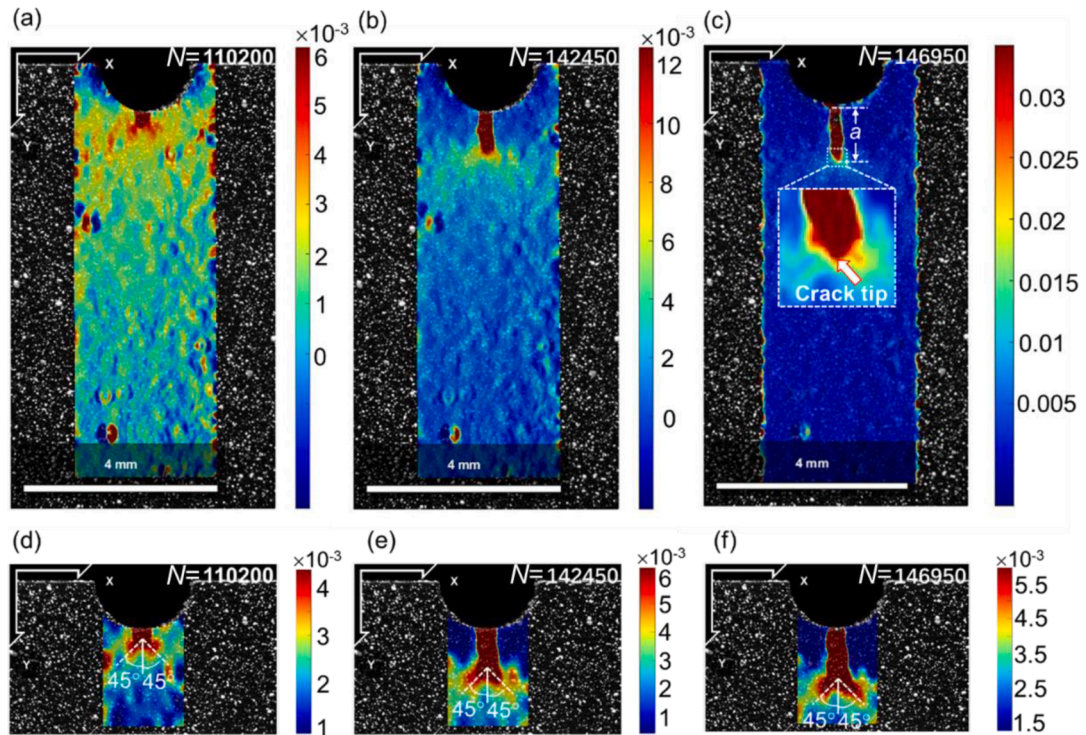 (a)
N=110200
×10⁻³
6
5
4
3
2
1
0
X
Y
4 mm
(b)
N=142450
×10⁻³
12
10
8
6
4
2
0
X
Y
4 mm
(c)
N=146950
0.03
0.025
0.02
0.015
0.01
0.005
X
Y
a
Crack tip
4 mm
(d)
N=110200
×10⁻³
4
3
2
1
X
Y
45° 45°
(e)
N=142450
×10⁻³
6
5
4
3
2
1
X
Y
45° 45°
(f)
N=146950
×10⁻³
5.5
4.5
3.5
2.5
1.5
X
Y
45° 45°